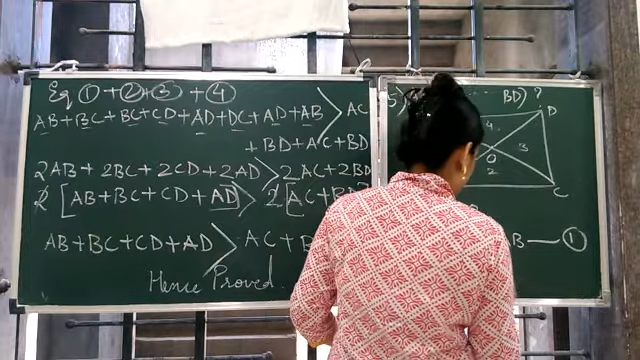 Eq ① + ② + ③ + ④
AB + BC + BC + CD + AD + DC + AD + AB > AC
+ BD + AC + BD
2AB + 2BC + 2CD + 2AD > 2AC + 2BD
2 [AB + BC + CD + AD > 2 [AC + BD
AB + BC + CD + AD > AC +
Hence Proved.
5)
BD) ?
D
4
3
O
2
C
B — ①